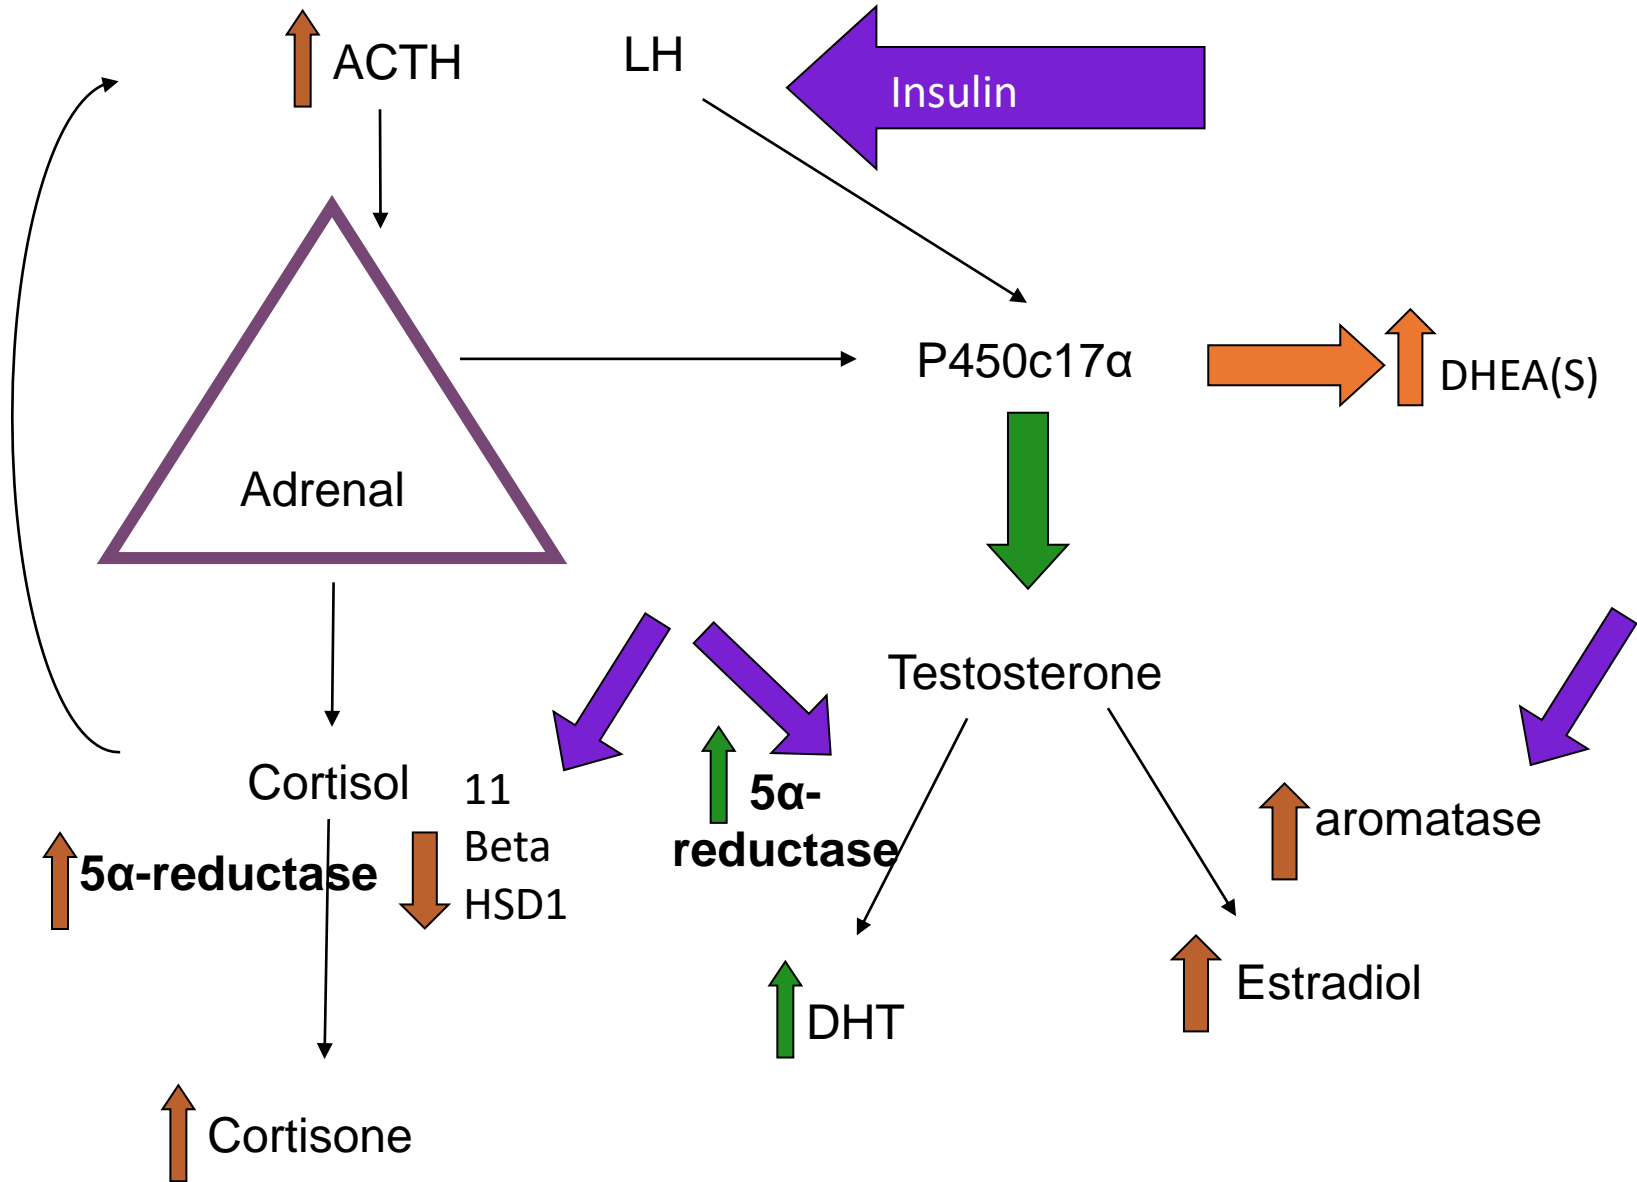 ACTH
LH
Insulin
P450c17α
DHEA(S)
Adrenal
Testosterone
Cortisol
11
Beta
HSD1
5α-reductase
5α-
reductase
aromatase
Estradiol
DHT
Cortisone